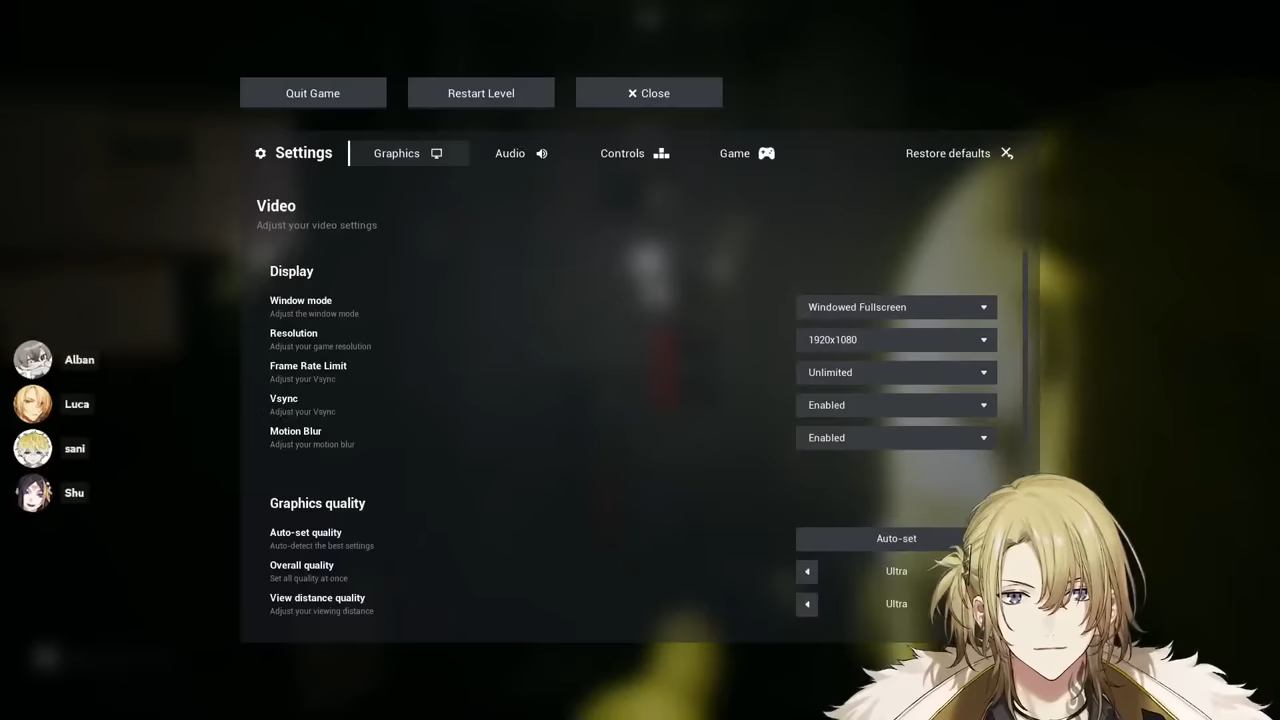 Quit Game
Restart Level
Close
Settings
Graphics
Audio
Controls
Game
Restore defaults
Video
Adjust your video settings
Display
Window mode
Windowed Fullscreen
Adjust the window mode
Resolution
1920x1080
Adjust your game resolution
Frame Rate Limit
Unlimited
Adjust your Vsync
Vsync
Enabled
Adjust your Vsync
Motion Blur
Enabled
Adjust your motion blur
Graphics quality
Auto-set quality
Auto-set
Auto-detect the best settings
Overall quality
Ultra
Set all quality at once
View distance quality
Ultra
Adjust your viewing distance
Alban
Luca
sani
Shu